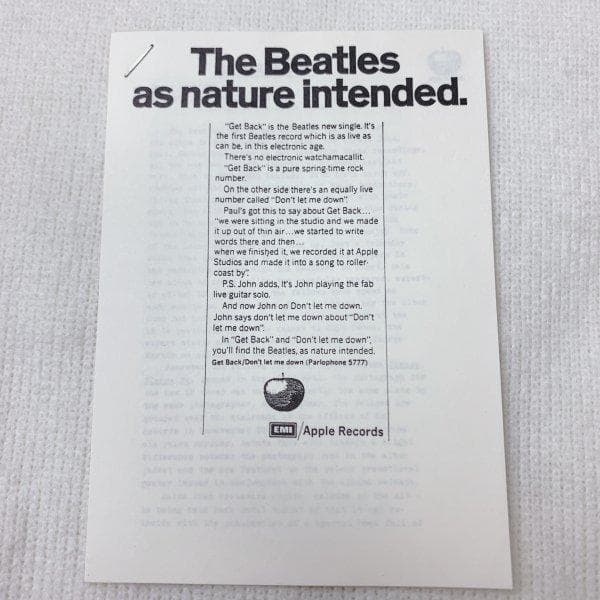 The Beatles
as nature intended.
"Get Back" is the Beatles new single. It's
the first Beatles record which is as live as
can be, in this electronic age.
There's no electronic watchamacallit.
"Get Back" is a pure spring-time rock
number.
On the other side there's an equally live
number called "Don't let me down".
Paul's got this to say about Get Back...
"we were sitting in the studio and we made
it up out of thin air...we started to write
words there and then...
when we finished it, we recorded it at Apple
Studios and made it into a song to roller-
coast by".
P.S. John adds, It's John playing the fab
live guitar solo.
And now John on Don't let me down.
John says don't let me down about "Don't
let me down".
In "Get Back" and "Don't let me down",
you'll find the Beatles, as nature intended.
Get Back/Don't let me down (Parlophone 5777)
EMI/Apple Records